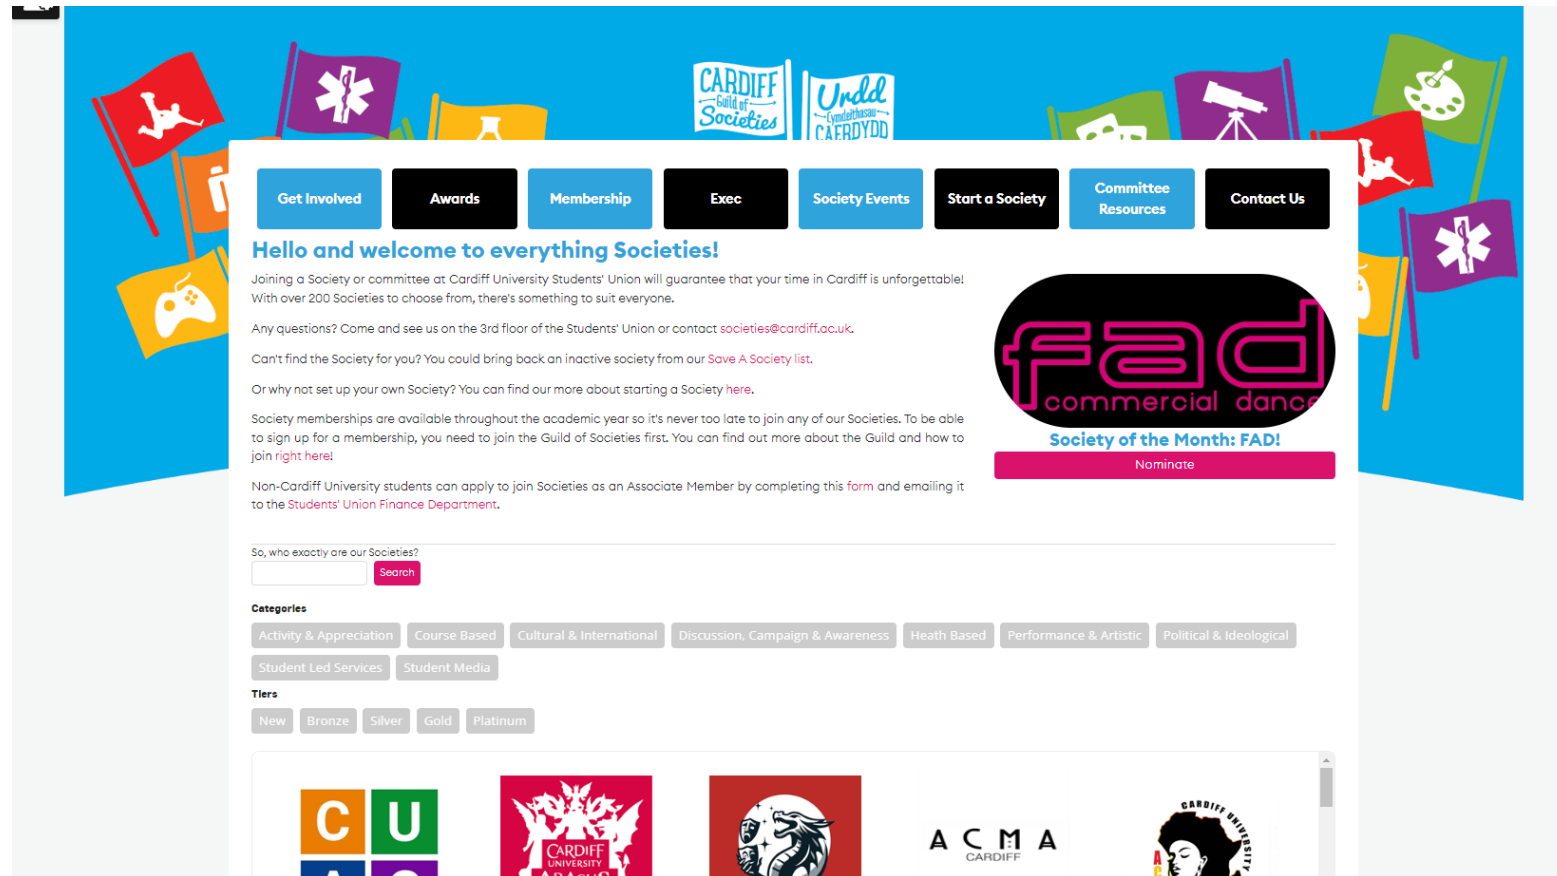 CARDIFF
Guild of
Societies
Urdd
Cymdeithasau
CAERDYDD
Get Involved
Awards
Membership
Exec
Society Events
Start a Society
Committee
Resources
Contact Us
Hello and welcome to everything Societies!
Joining a Society or committee at Cardiff University Students' Union will guarantee that your time in Cardiff is unforgettable!
With over 200 Societies to choose from, there's something to suit everyone.
Any questions? Come and see us on the 3rd floor of the Students' Union or contact societies@cardiff.ac.uk.
Can't find the Society for you? You could bring back an inactive society from our Save A Society list.
Or why not set up your own Society? You can find our more about starting a Society here.
Society memberships are available throughout the academic year so it's never too late to join any of our Societies. To be able
to sign up for a membership, you need to join the Guild of Societies first. You can find out more about the Guild and how to
join right here!
Non-Cardiff University students can apply to join Societies as an Associate Member by completing this form and emailing it
to the Students' Union Finance Department.
fad
commercial dance
Society of the Month: FAD!
Nominate
So, who exactly are our Societies?
Search
Categories
Activity & Appreciation
Course Based
Cultural & International
Discussion, Campaign & Awareness
Heath Based
Performance & Artistic
Political & Ideological
Student Led Services
Student Media
Tiers
New
Bronze
Silver
Gold
Platinum
C U
CARDIFF
UNIVERSITY
ACMA
CARDIFF
CARDIFF UNIVERSITY